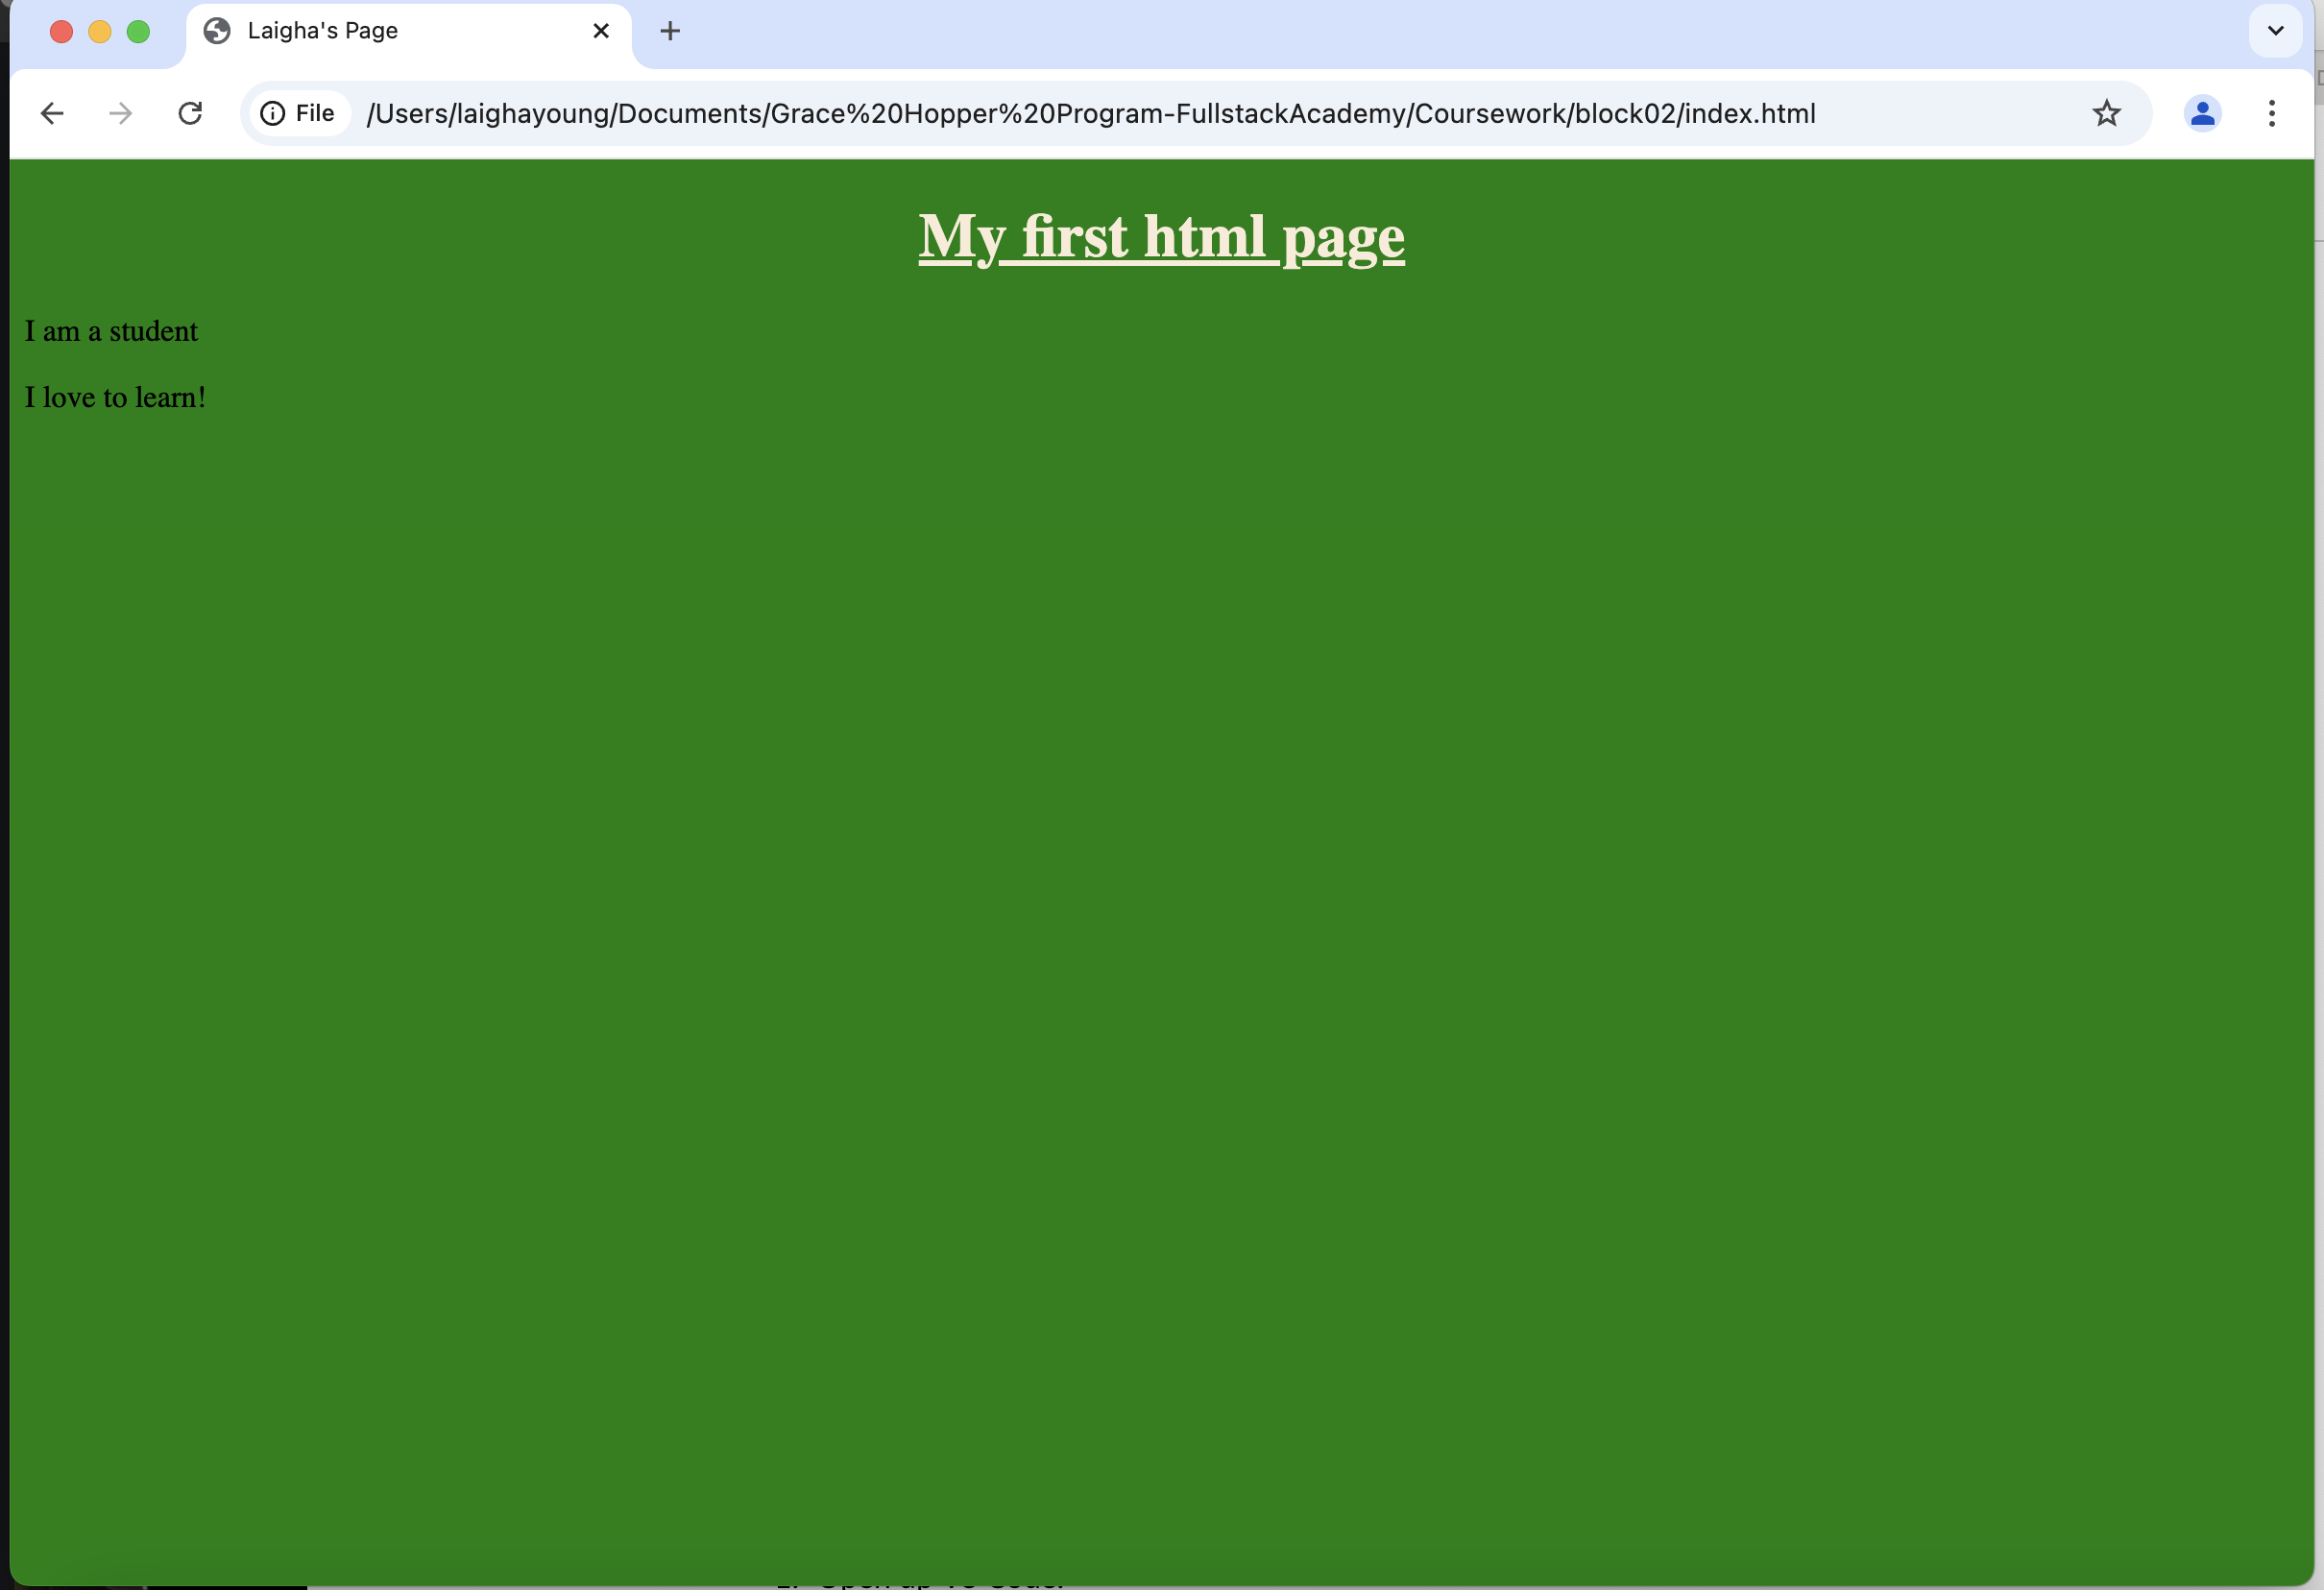 Laigha's Page
File /Users/laighayoung/Documents/Grace%20Hopper%20Program-FullstackAcademy/Coursework/block02/index.html
My first html page
I am a student
I love to learn!